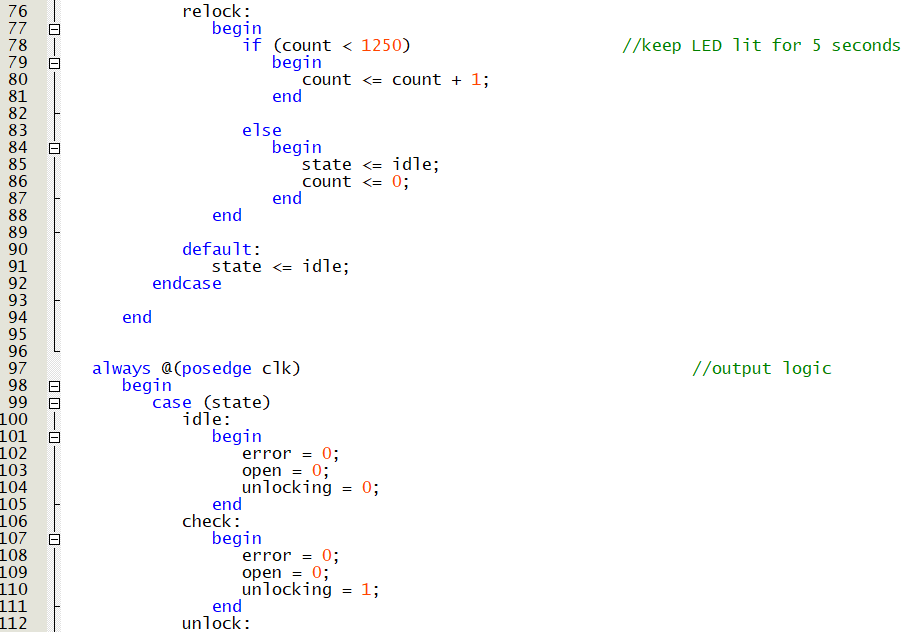 76 relock:
77 begin
78 if (count < 1250) //keep LED lit for 5 seconds
79 begin
80 count <= count + 1;
81 end
82
83 else
84 begin
85 state <= idle;
86 count <= 0;
87 end
88 end
89
90 default:
91 state <= idle;
92 endcase
93
94 end
95
96
97 always @(posedge clk) //output logic
98 begin
99 case (state)
100 idle:
101 begin
102 error = 0;
103 open = 0;
104 unlocking = 0;
105 end
106 check:
107 begin
108 error = 0;
109 open = 0;
110 unlocking = 1;
111 end
112 unlock: